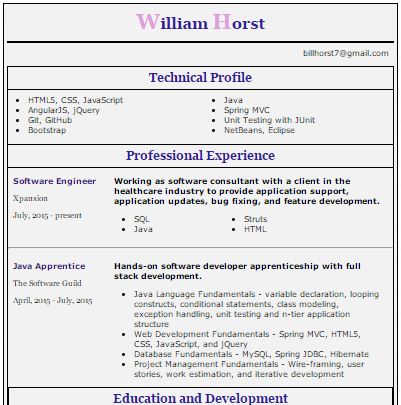 William Horst
billhorst7@gmail.com
Technical Profile
• HTML5, CSS, JavaScript
• AngularJS, jQuery
• Git, GitHub
• Bootstrap
• Java
• Spring MVC
• Unit Testing with JUnit
• NetBeans, Eclipse
Professional Experience
Software Engineer
Xpanxion
July, 2015 - present
Working as software consultant with a client in the
healthcare industry to provide application support,
application updates, bug fixing, and feature development.
• SQL
• Java
• Struts
• HTML
Java Apprentice
The Software Guild
April, 2015 - July, 2015
Hands-on software developer apprenticeship with full
stack development.
• Java Language Fundamentals - variable declaration, looping
constructs, conditional statements, class modeling,
exception handling, unit testing and n-tier application
structure
• Web Development Fundamentals - Spring MVC, HTML5,
CSS, JavaScript, and jQuery
• Database Fundamentals - MySQL, Spring JDBC, Hibernate
• Project Management Fundamentals - Wire-framing, user
stories, work estimation, and iterative development
Education and Development